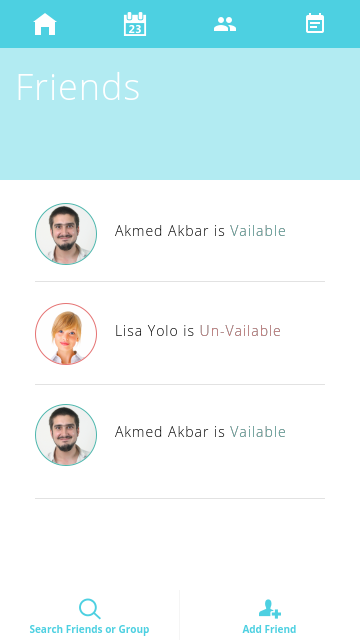 23
Friends
Akmed Akbar is Vailable
Lisa Yolo is Un-Vailable
Akmed Akbar is Vailable
Search Friends or Group
Add Friend